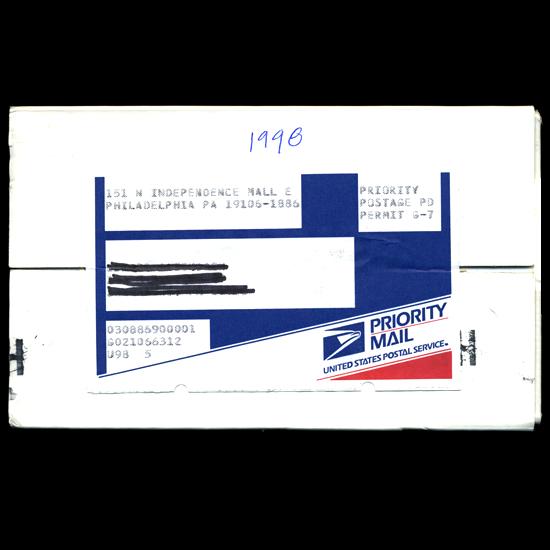 1998
151 N INDEPENDENCE MALL E
PHILADELPHIA PA 19106-1886
PRIORITY
POSTAGE PD
PERMIT G-7
030886900001
G021066312
U98 5
PRIORITY
MAIL
UNITED STATES POSTAL SERVICE